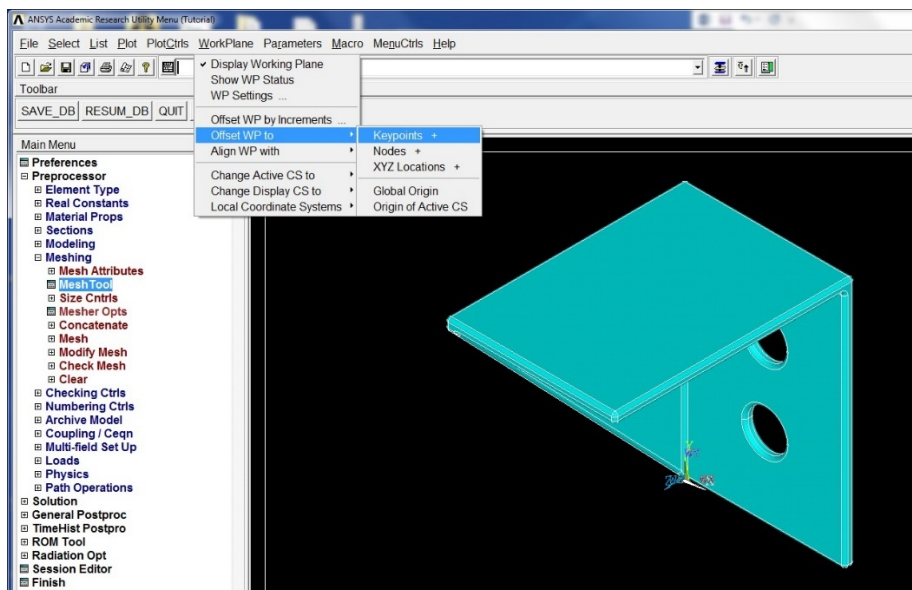 ANSYS Academic Research Utility Menu (Tutorial)
File Select List Plot PlotCtrls WorkPlane Parameters Macro MenuCtrls Help
Toolbar
SAVE_DB RESUM_DB QUIT
✓ Display Working Plane
Show WP Status
WP Settings ...
Offset WP by Increments ...
Offset WP to
Align WP with
Change Active CS to
Change Display CS to
Local Coordinate Systems
Keypoints +
Nodes +
XYZ Locations +
Global Origin
Origin of Active CS
Main Menu
Preferences
Preprocessor
Element Type
Real Constants
Material Props
Sections
Modeling
Meshing
Mesh Attributes
MeshTool
Size Cntrls
Mesher Opts
Concatenate
Mesh
Modify Mesh
Check Mesh
Clear
Checking Ctrls
Numbering Ctrls
Archive Model
Coupling / Ceqn
Multi-field Set Up
Loads
Physics
Path Operations
Solution
General Postproc
TimeHist Postpro
ROM Tool
Radiation Opt
Session Editor
Finish
Y